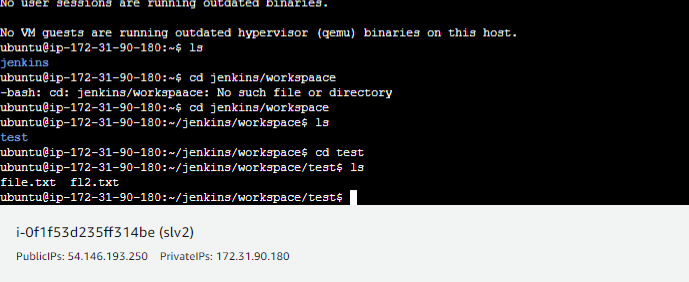 No user sessions are running outdated binaries.
No VM guests are running outdated hypervisor (qemu) binaries on this host.
ubuntu@ip-172-31-90-180:~$ ls
jenkins
ubuntu@ip-172-31-90-180:~$ cd jenkins/workspaace
-bash: cd: jenkins/workspaace: No such file or directory
ubuntu@ip-172-31-90-180:~$ cd jenkins/workspace
ubuntu@ip-172-31-90-180:~/jenkins/workspace$ ls
test
ubuntu@ip-172-31-90-180:~/jenkins/workspace$ cd test
ubuntu@ip-172-31-90-180:~/jenkins/workspace/test$ ls
file.txt  fl2.txt
ubuntu@ip-172-31-90-180:~/jenkins/workspace/test$
i-0f1f53d235ff314be (slv2)
PublicIPs: 54.146.193.250 PrivateIPs: 172.31.90.180